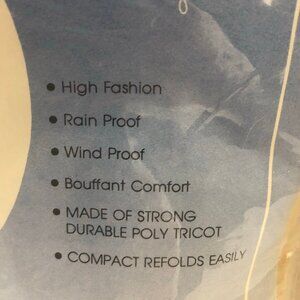 • High Fashion
• Rain Proof
• Wind Proof
• Bouffant Comfort
• MADE OF STRONG
DURABLE POLY TRICOT
• COMPACT REFOLDS EASILY